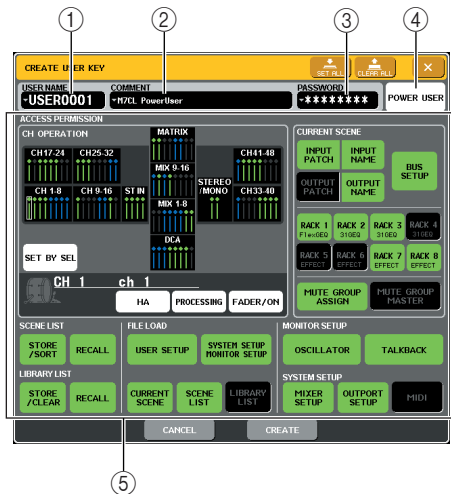 ① ② ③ ④
CREATE USER KEY SET ALL CLEAR ALL ×
USER NAME COMMENT PASSWORD
USER0001 M7CL PowerUser ******** POWER USER
ACCESS PERMISSION
CH OPERATION
MATRIX
CH17-24 CH25-32 CH41-48
MIX 9-16
CH 1-8 CH 9-16 ST IN STEREO /MONO CH33-40
MIX 1-8
DCA
SET BY SEL
CH 1 ch 1
HA PROCESSING FADER/ON
CURRENT SCENE
INPUT PATCH INPUT NAME BUS SETUP
OUTPUT PATCH OUTPUT NAME
RACK 1 FlexGEQ RACK 2 31GEQ RACK 3 31GEQ RACK 4 31GEQ
RACK 5 EFFECT RACK 6 EFFECT RACK 7 EFFECT RACK 8 EFFECT
MUTE GROUP ASSIGN MUTE GROUP MASTER
SCENE LIST
STORE /SORT RECALL
LIBRARY LIST
STORE /CLEAR RECALL
FILE LOAD
USER SETUP SYSTEM SETUP MONITOR SETUP
CURRENT SCENE SCENE LIST LIBRARY LIST
MONITOR SETUP
OSCILLATOR TALKBACK
SYSTEM SETUP
MIXER SETUP OUTPORT SETUP MIDI
CANCEL CREATE
⑤